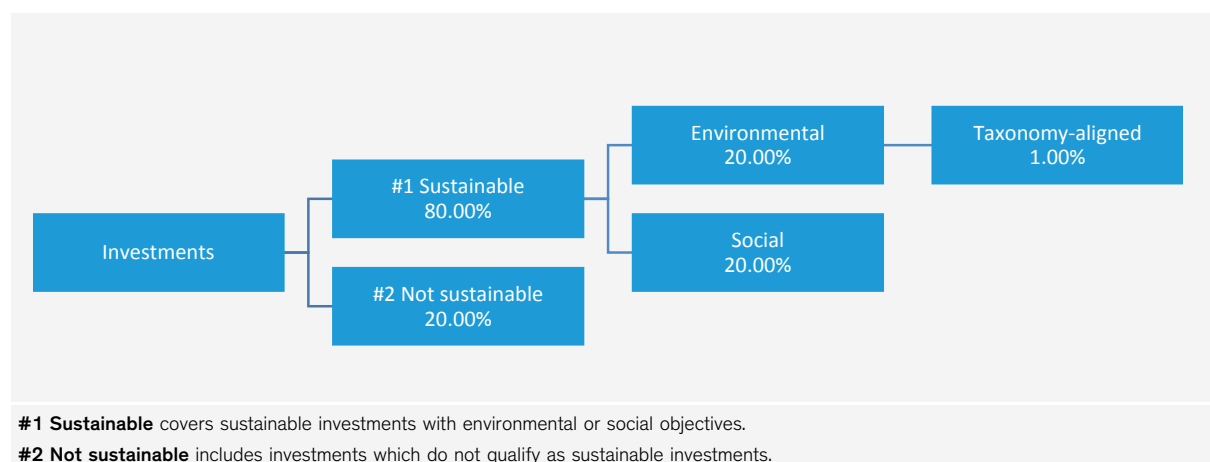 Investments
#1 Sustainable
80.00%
#2 Not sustainable
20.00%
Environmental
20.00%
Social
20.00%
Taxonomy-aligned
1.00%
#1 Sustainable covers sustainable investments with environmental or social objectives.
#2 Not sustainable includes investments which do not qualify as sustainable investments.